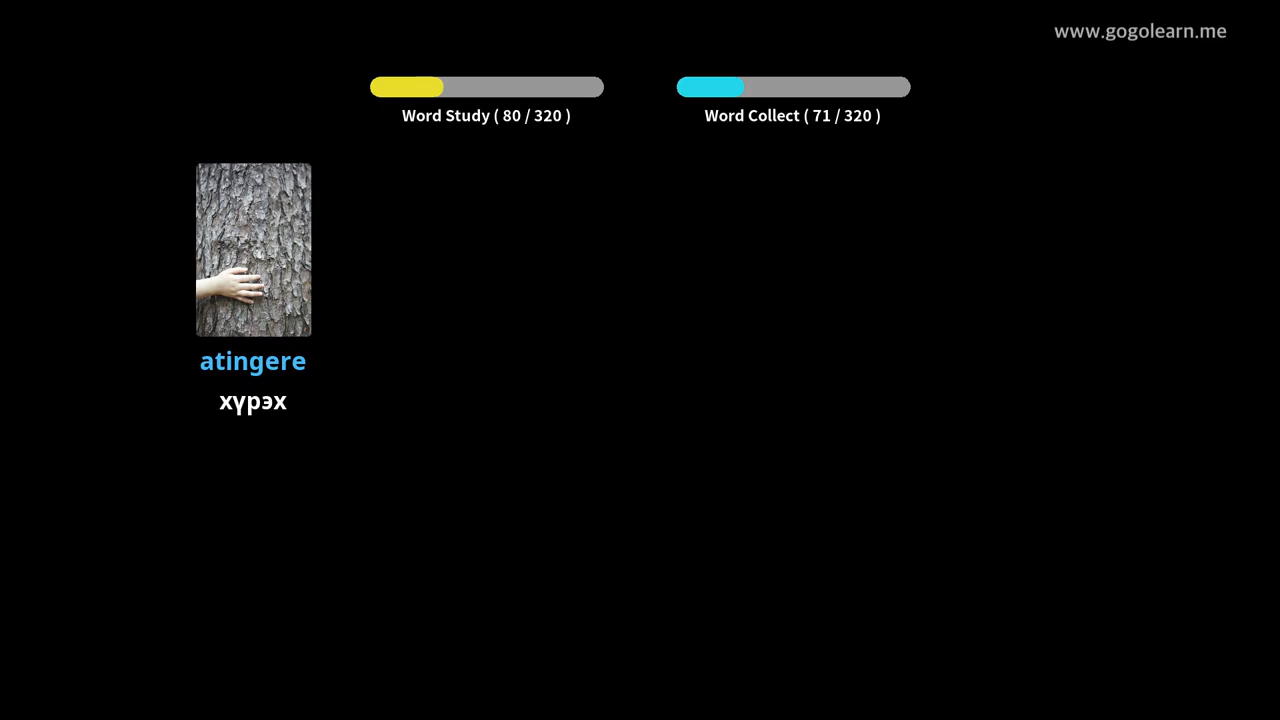 www.gogolearn.me
Word Study ( 80 / 320 )
Word Collect ( 71 / 320 )
atingere
хүрэх